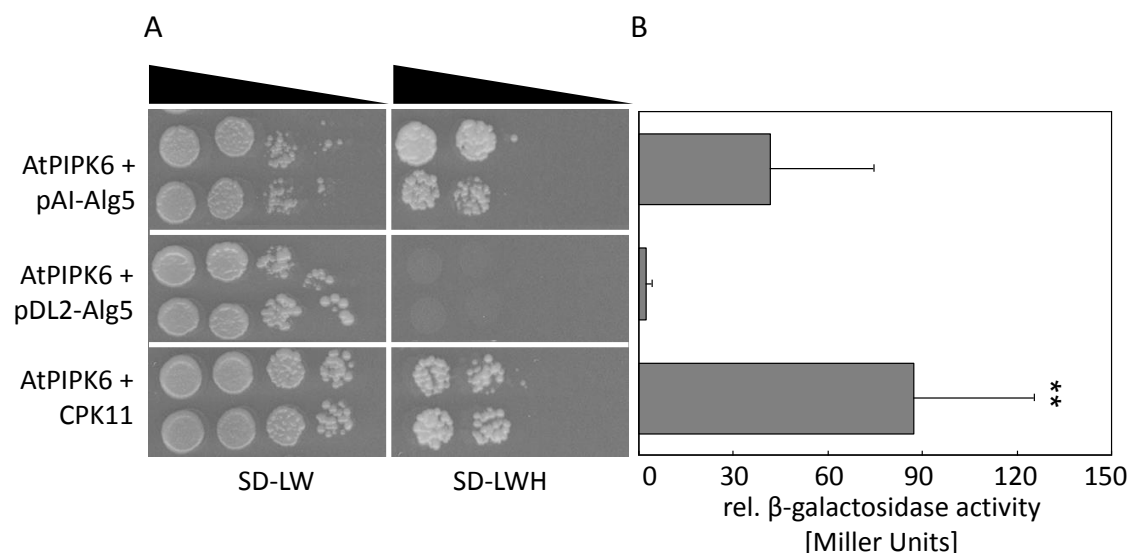 A
B
AtPIPK6 +
pAI-Alg5
AtPIPK6 +
pDL2-Alg5
AtPIPK6 +
CPK11
**
SD-LW
SD-LWH
0 30 60 90 120 150
rel. β-galactosidase activity
[Miller Units]